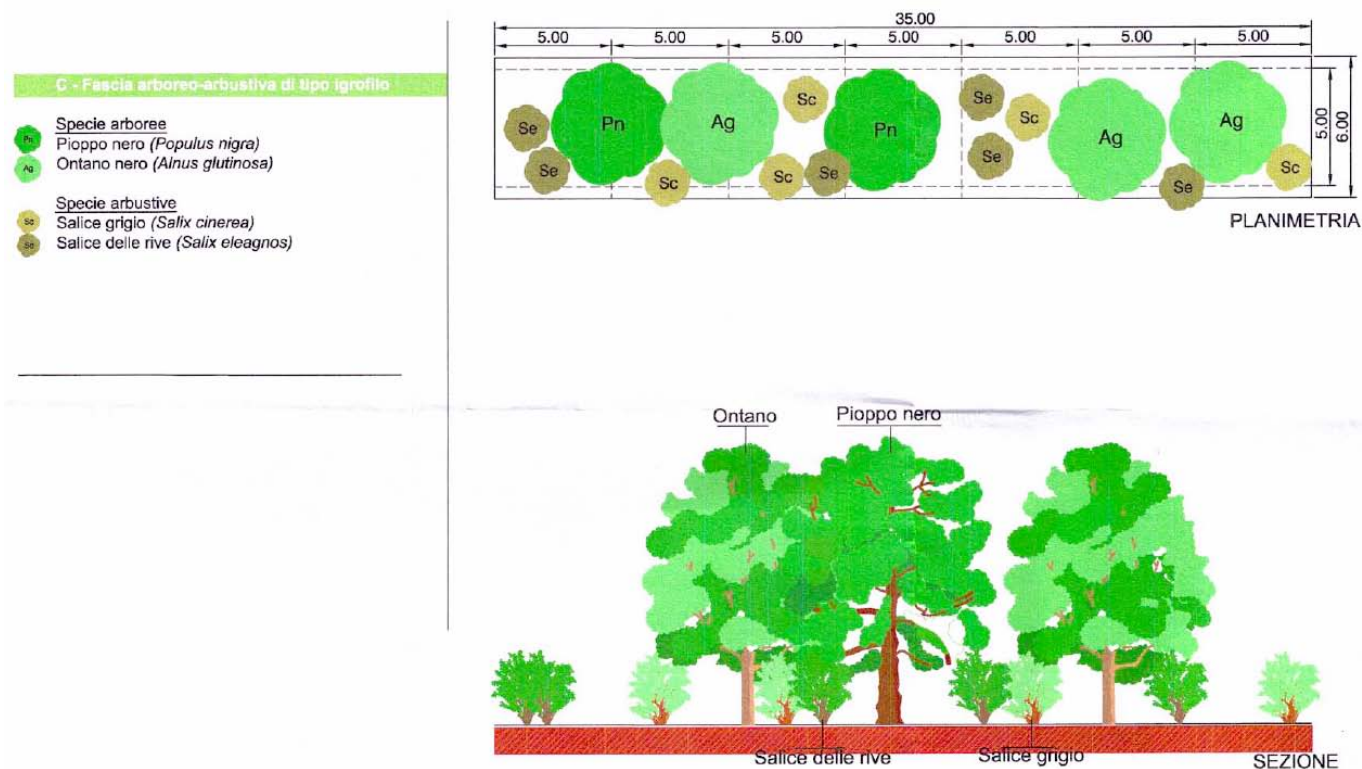 C - Fascia arboreo-arbustiva di tipo igrofilo
Specie arboree
Pn Pioppo nero (Populus nigra)
Ag Ontano nero (Alnus glutinosa)
Specie arbustive
Sc Salice grigio (Salix cinerea)
Se Salice delle rive (Salix eleagnos)
35.00
5.00 5.00 5.00 5.00 5.00 5.00 5.00
Se Se Pn Sc Ag Sc Sc Se Pn Se Se Sc Ag Se Ag Sc
5.00
6.00
PLANIMETRIA
Ontano Pioppo nero
Salice delle rive Salice grigio
SEZIONE